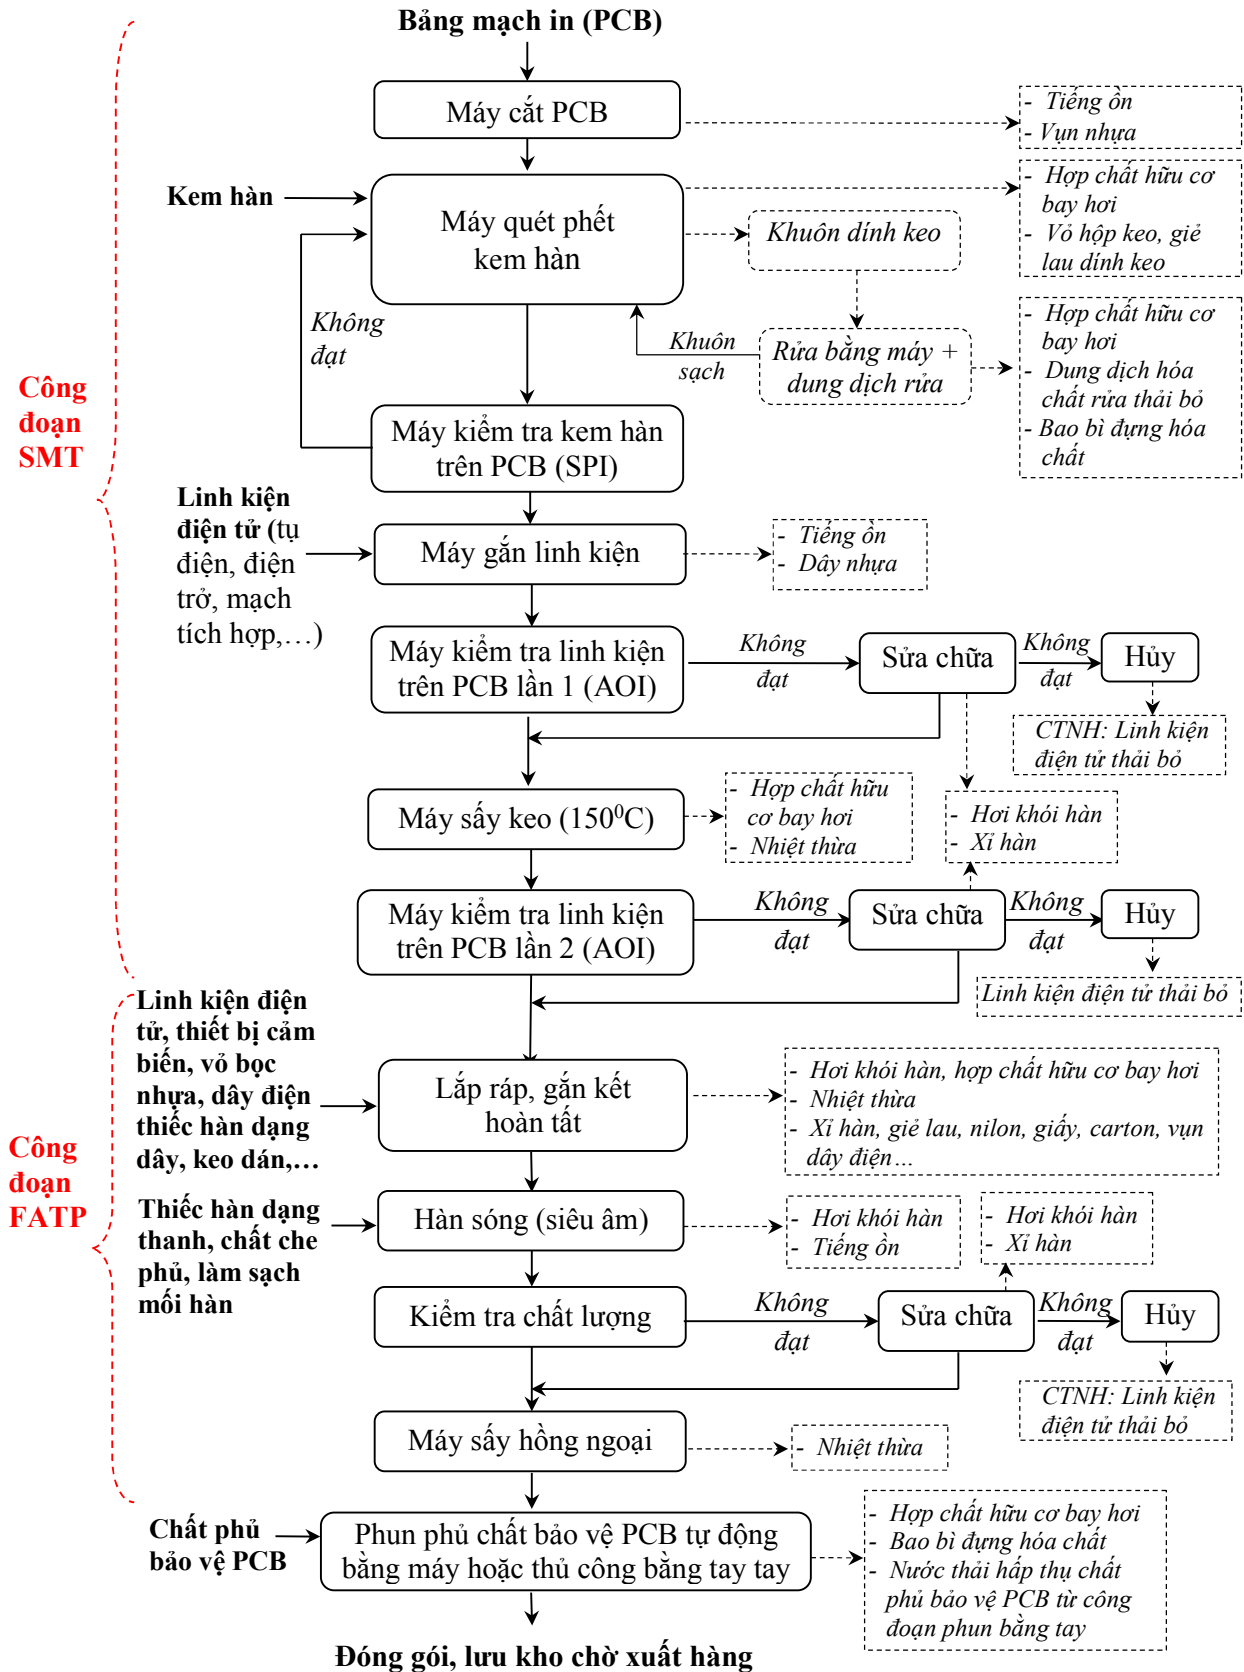 Bảng mạch in (PCB)
Máy cắt PCB
- Tiếng ồn
- Vụn nhựa
Kem hàn
Máy quét phết
kem hàn
Khuôn dính keo
- Hợp chất hữu cơ
bay hơi
- Vỏ hộp keo, giẻ
lau dính keo
Không
đạt
Khuôn
sạch
Rửa bằng máy +
dung dịch rửa
- Hợp chất hữu cơ
bay hơi
- Dung dịch hóa
chất rửa thải bỏ
- Bao bì đựng hóa
chất
Công
đoạn
SMT
Máy kiểm tra kem hàn
trên PCB (SPI)
Linh kiện
điện tử (tụ
điện, điện
trở, mạch
tích hợp,…)
Máy gắn linh kiện
- Tiếng ồn
- Dây nhựa
Máy kiểm tra linh kiện
trên PCB lần 1 (AOI)
Không
đạt
Sửa chữa
Không
đạt
Hủy
CTNH: Linh kiện
điện tử thải bỏ
Máy sấy keo (150⁰C)
- Hợp chất hữu
cơ bay hơi
- Nhiệt thừa
- Hơi khói hàn
- Xỉ hàn
Máy kiểm tra linh kiện
trên PCB lần 2 (AOI)
Không
đạt
Sửa chữa
Không
đạt
Hủy
Linh kiện điện tử thải bỏ
Linh kiện điện
tử, thiết bị cảm
biến, vỏ bọc
nhựa, dây điện
thiếc hàn dạng
dây, keo dán,…
Lắp ráp, gắn kết
hoàn tất
- Hơi khói hàn, hợp chất hữu cơ bay hơi
- Nhiệt thừa
- Xỉ hàn, giẻ lau, nilon, giấy, carton, vụn
dây điện…
Công
đoạn
FATP
Thiếc hàn dạng
thanh, chất che
phủ, làm sạch
mối hàn
Hàn sóng (siêu âm)
- Hơi khói hàn
- Tiếng ồn
- Hơi khói hàn
- Xỉ hàn
Kiểm tra chất lượng
Không
đạt
Sửa chữa
Không
đạt
Hủy
CTNH: Linh kiện
điện tử thải bỏ
Máy sấy hồng ngoại
- Nhiệt thừa
Chất phủ
bảo vệ PCB
Phun phủ chất bảo vệ PCB tự động
bằng máy hoặc thủ công bằng tay tay
- Hợp chất hữu cơ bay hơi
- Bao bì đựng hóa chất
- Nước thải hấp thụ chất
phủ bảo vệ PCB từ công
đoạn phun bằng tay
Đóng gói, lưu kho chờ xuất hàng